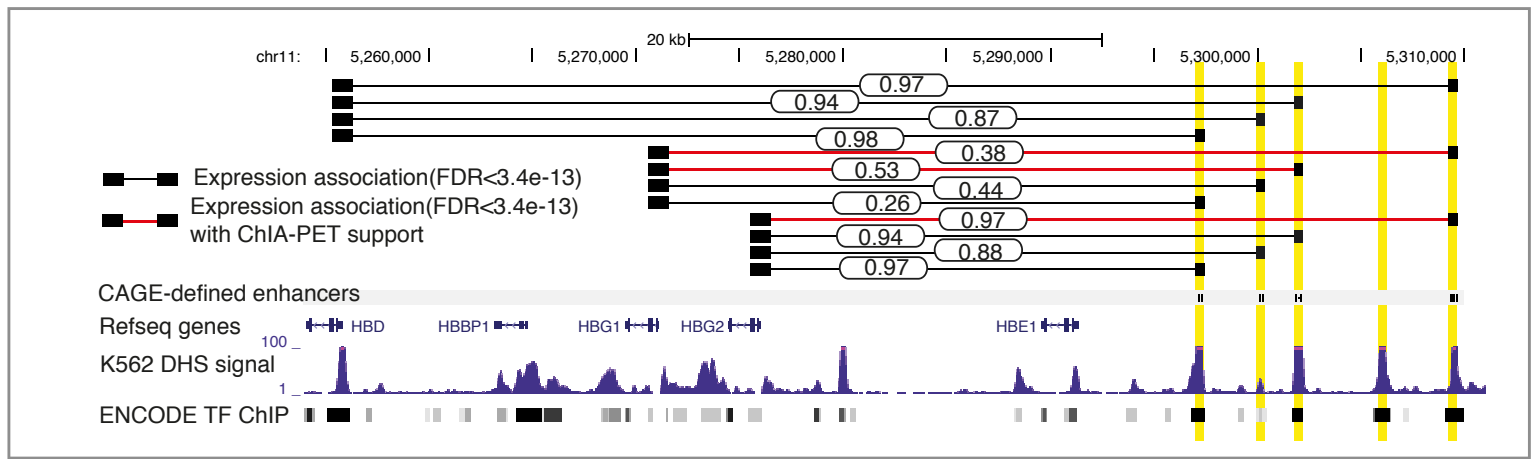 20 kb
chr11: 5,260,000 5,270,000 5,280,000 5,290,000 5,300,000 5,310,000
0.97
0.94
0.87
0.98
0.38
0.53
0.44
0.26
0.97
0.94
0.88
0.97
Expression association(FDR<3.4e-13)
Expression association(FDR<3.4e-13)
with ChIA-PET support
CAGE-defined enhancers
Refseq genes HBD HBBP1 HBG1 HBG2 HBE1
100 _
K562 DHS signal
1 _
ENCODE TF ChIP